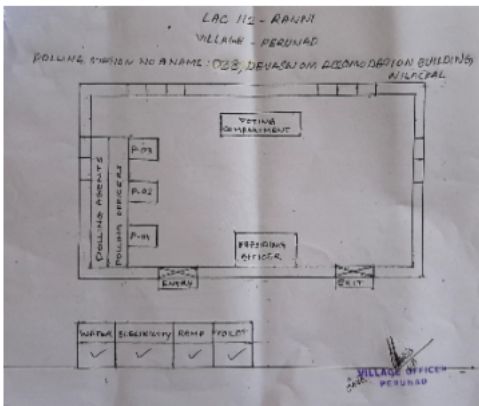 LAC 112 - RANNI
VILLAGE - PERUNAD
POLLING STATION NO & NAME: 033, DEVASWOM ACCOMODATION BUILDING
NILACKAL
VOTING
COMPARTMENT
POLLING AGENTS
POLLING OFFICERS
P-03
P-02
P-01
PRESIDING
OFFICER
ENTRY
EXIT
WATER ELECTRICITY RAMP TOILET
✓ ✓ ✓ ✓
VILLAGE OFFICER
PERUNAD